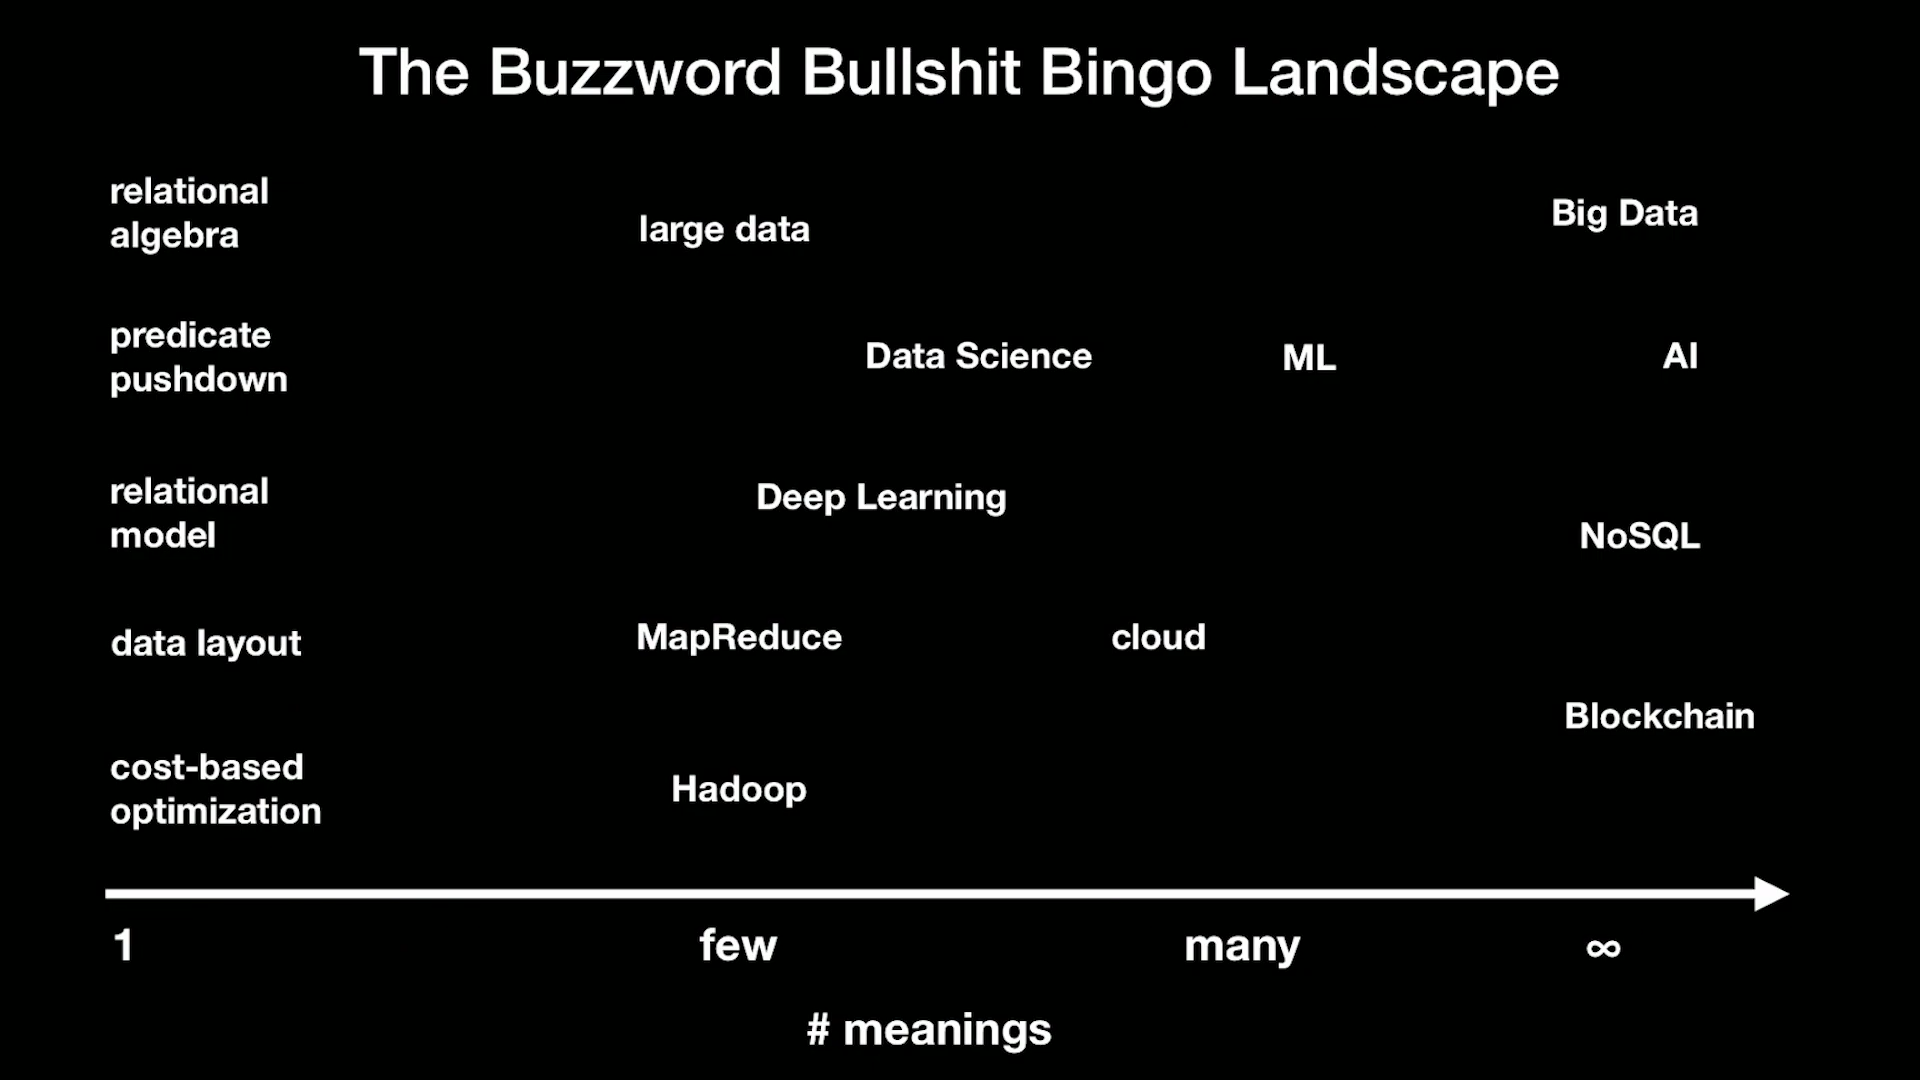 The Buzzword Bullshit Bingo Landscape
relational
algebra
large data
Big Data
predicate
pushdown
Data Science
ML
AI
relational
model
Deep Learning
NoSQL
data layout
MapReduce
cloud
Blockchain
cost-based
optimization
Hadoop
1
few
many
∞
# meanings